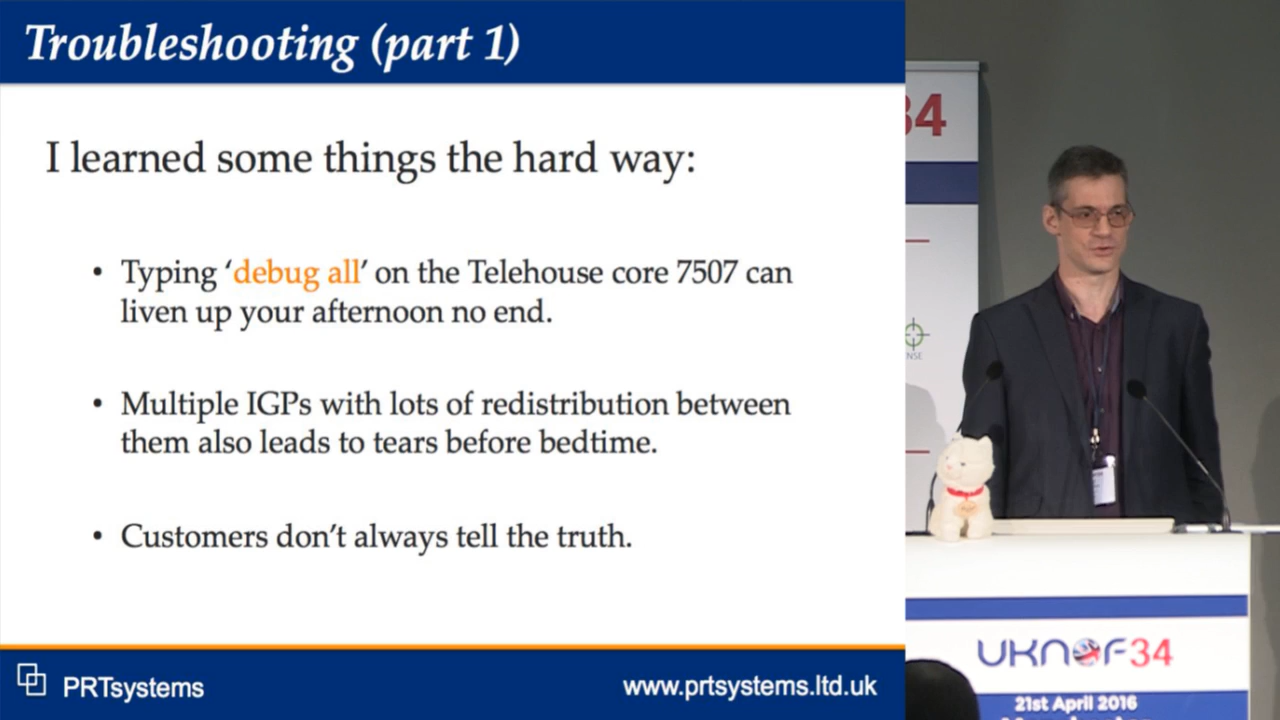 Troubleshooting (part 1)
I learned some things the hard way:
• Typing ‘debug all’ on the Telehouse core 7507 can
liven up your afternoon no end.
• Multiple IGPs with lots of redistribution between
them also leads to tears before bedtime.
• Customers don’t always tell the truth.
PRTsystems
www.prtsystems.ltd.uk
34
NSE
UKNOF34
21st April 2016